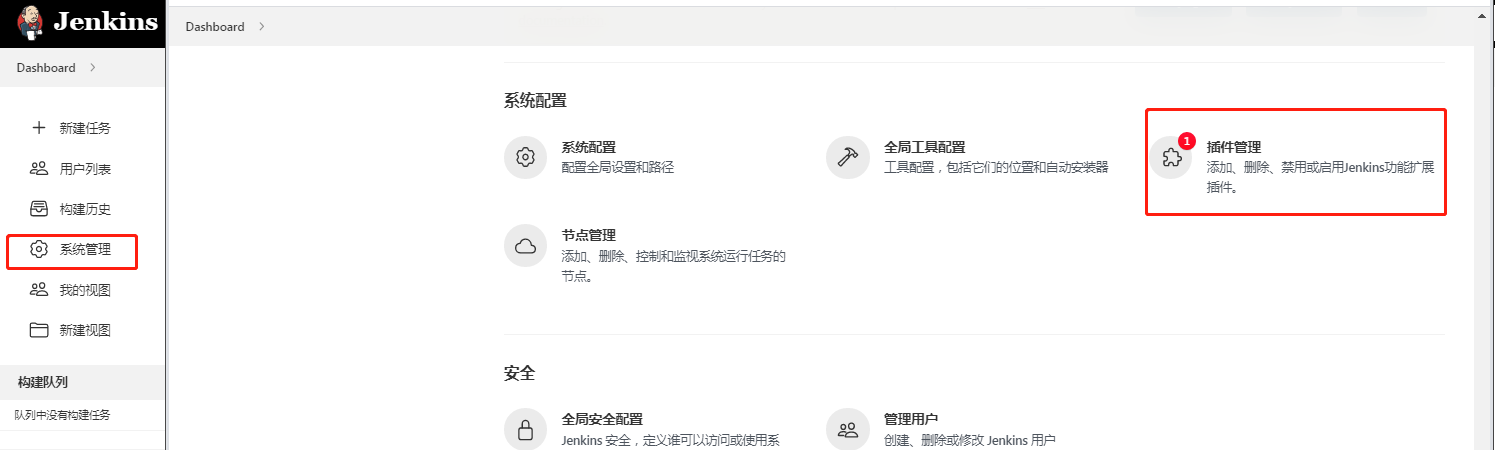 Jenkins
Dashboard
新建任务
用户列表
构建历史
系统管理
我的视图
新建视图
构建队列
队列中没有构建任务
Dashboard
系统配置
系统配置
配置全局设置和路径
全局工具配置
工具配置，包括它们的位置和自动安装器
1
插件管理
添加、删除、禁用或启用Jenkins功能扩展
插件。
节点管理
添加、删除、控制和监视系统运行任务的
节点。
安全
全局安全配置
Jenkins 安全，定义谁可以访问或使用系
管理用户
创建、删除或修改 Jenkins 用户